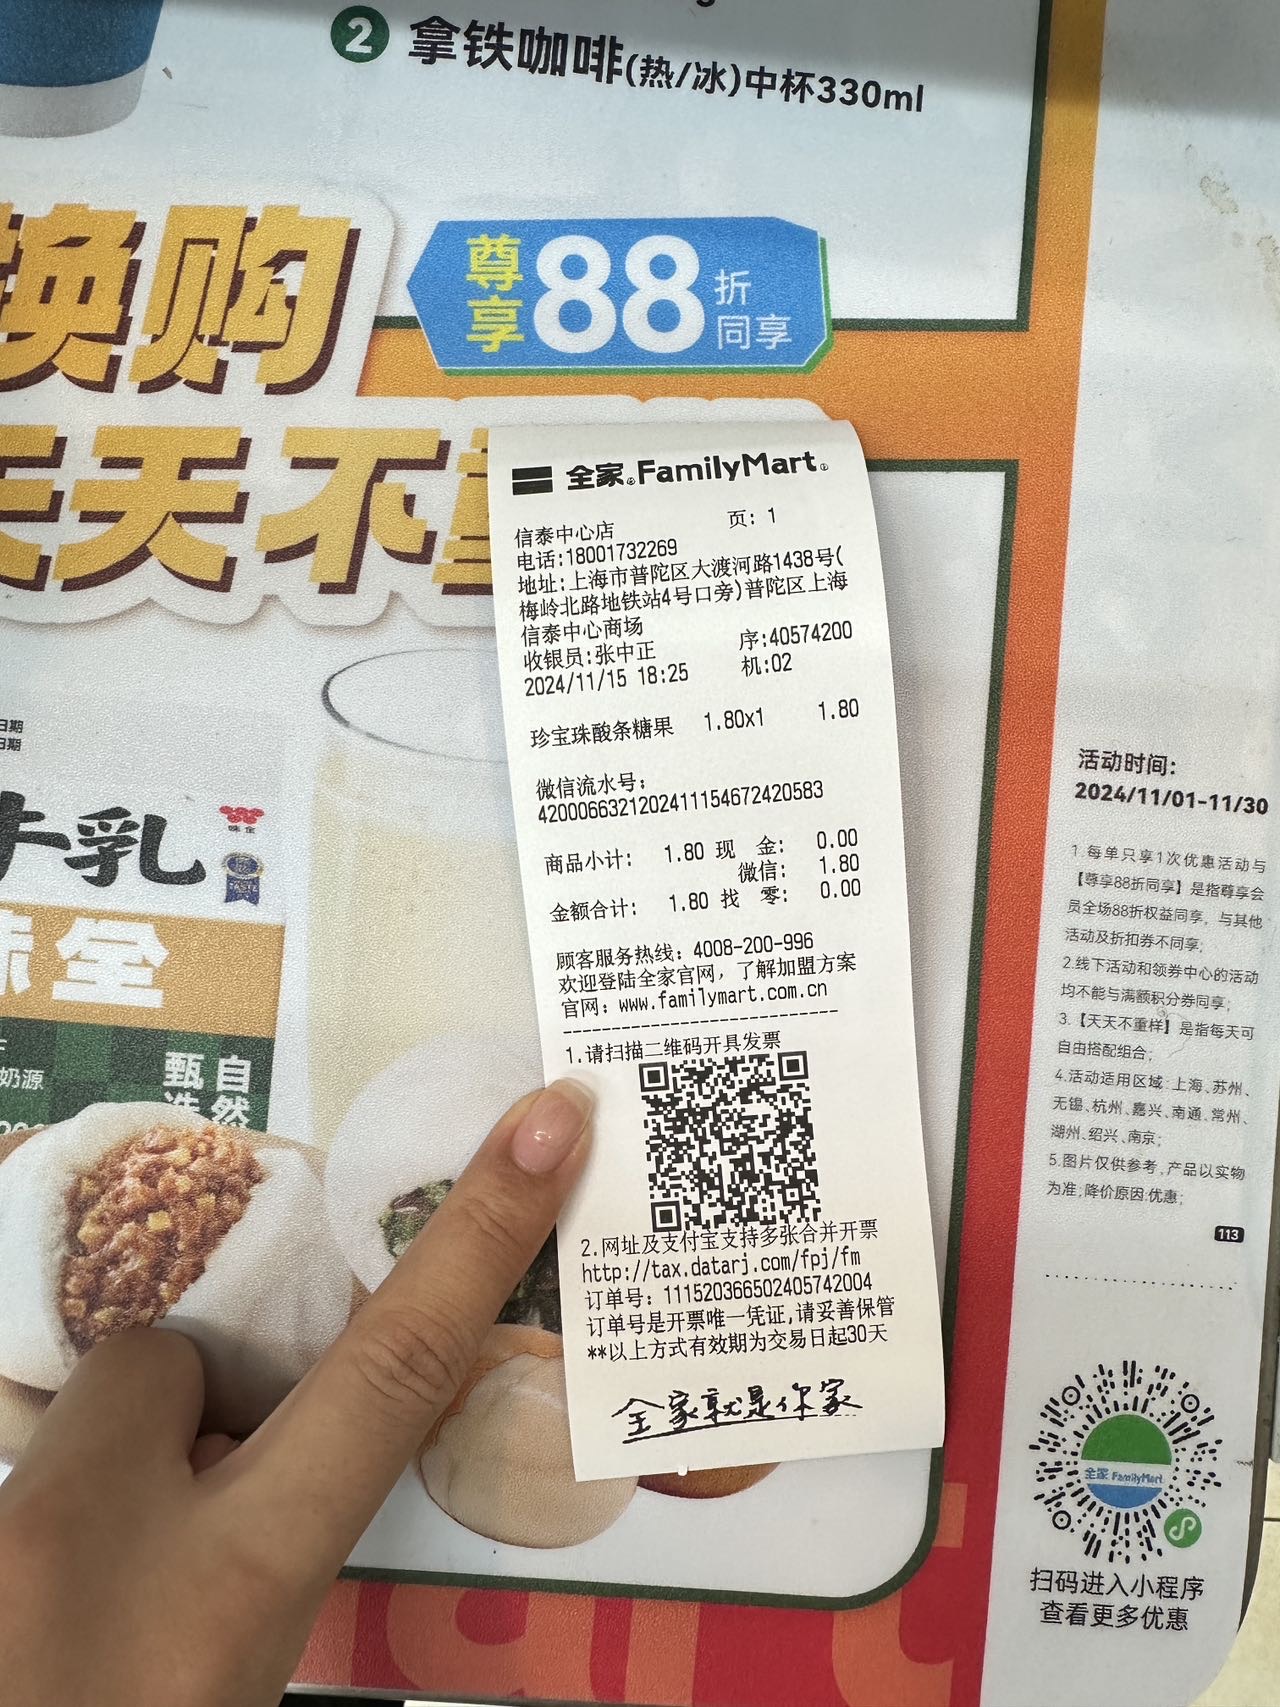 2 拿铁咖啡(热/冰)中杯330ml
换购
尊享88折同享
天天不
全家 FamilyMart
信泰中心店 页: 1
电话:18001732269
地址:上海市普陀区大渡河路1438号(
梅岭北路地铁站4号口旁)普陀区上海
信泰中心商场
收银员:张中正 序:40574200
2024/11/15 18:25 机:02
珍宝珠酸条糖果 1.80x1 1.80
微信流水号:
4200066321202411154672420583
商品小计: 1.80 现 金: 0.00
微信: 1.80
金额合计: 1.80 找 零: 0.00
顾客服务热线: 4008-200-996
欢迎登陆全家官网, 了解加盟方案
官网: www.familymart.com.cn
1.请扫描二维码开具发票
2.网址及支付宝支持多张合并开票
http://tax.datarj.com/fpj/fm
订单号: 111520366502405742004
订单号是开票唯一凭证,请妥善保管
**以上方式有效期为交易日起30天
全家就是你家
日期
日期
牛乳
味全
味全
奶源
自然
甄选
活动时间:
2024/11/01-11/30
1.每单只享1次优惠活动与
【尊享88折同享】是指尊享会
员全场88折权益同享, 与其他
活动及折扣券不同享;
2.线下活动和领券中心的活动
均不能与满额积分券同享;
3.【天天不重样】是指每天可
自由搭配组合;
4.活动适用区域:上海、苏州、
无锡、杭州、嘉兴、南通、常州、
湖州、绍兴、南京;
5.图片仅供参考,产品以实物
为准;降价原因:优惠;
113
全家 FamilyMart
扫码进入小程序
查看更多优惠